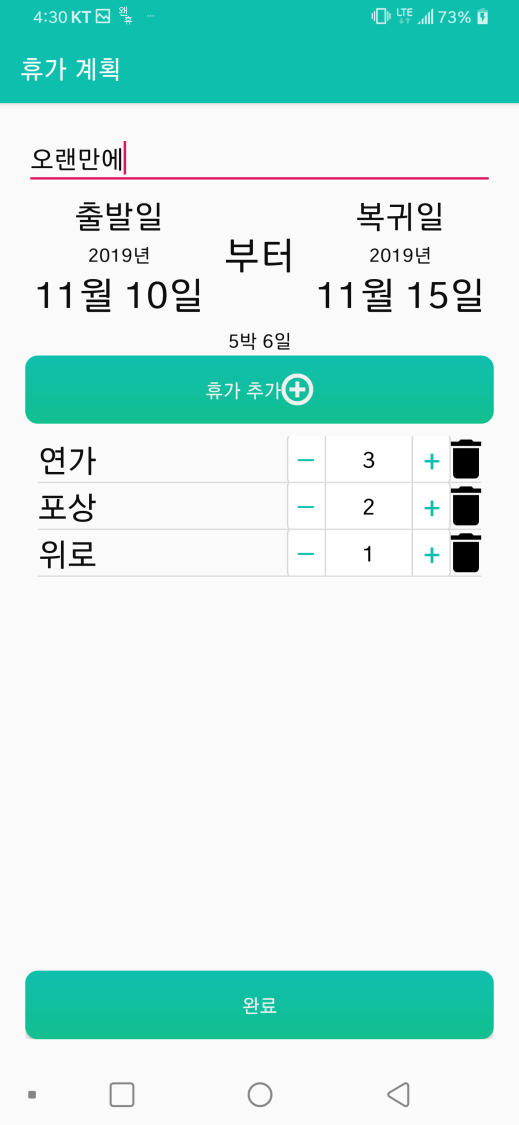 4:30 KT 왠휴 ... LTE 73%
휴가 계획
오랜만에
출발일 복귀일
2019년 부터 2019년
11월 10일 11월 15일
5박 6일
휴가 추가
연가 − 3 +
포상 − 2 +
위로 − 1 +
완료